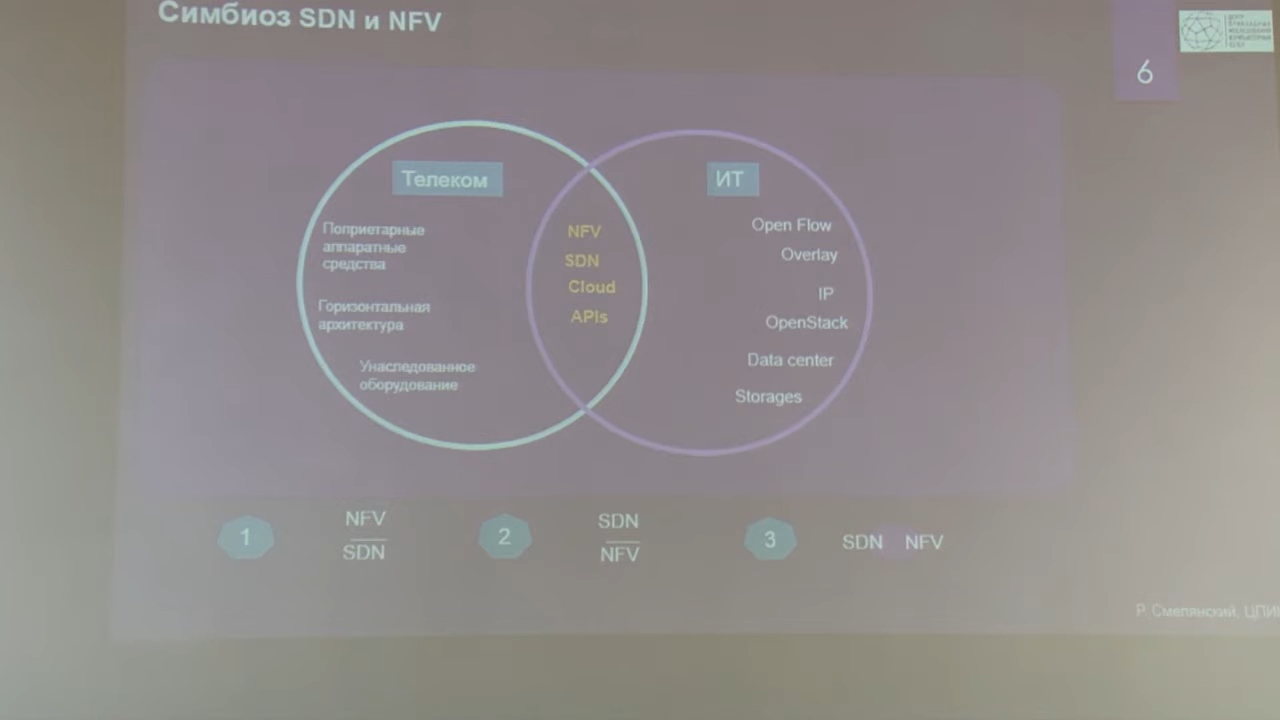 Симбиоз SDN и NFV
6
Телеком
ИТ
Поприетарные
аппаратные
средства
Горизонтальная
архитектура
Унаследованное
оборудование
NFV
SDN
Cloud
APIs
Open Flow
Overlay
IP
OpenStack
Data center
Storages
1
NFV
SDN
2
SDN
NFV
3
SDN NFV
Р. Смелянский, ЦПИ